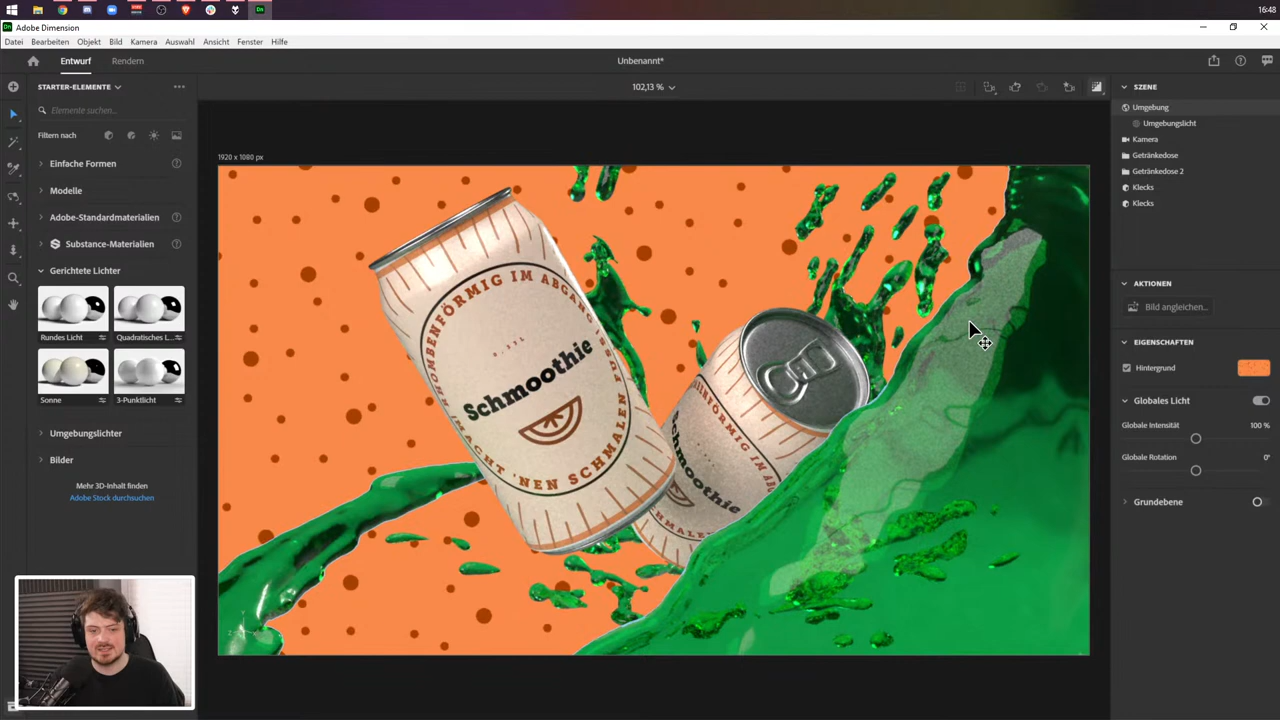 16:48
Adobe Dimension
Datei Bearbeiten Objekt Bild Kamera Auswahl Ansicht Fenster Hilfe
Entwurf Rendern
Unbenannt*
STARTER-ELEMENTE
102,13 %
SZENE
Elemente suchen...
Umgebung
Umgebungslicht
Filtern nach
Kamera
Getränkedose
1920 x 1080 px
Einfache Formen
Getränkedose 2
Modelle
Klecks
Klecks
Adobe-Standardmaterialien
Substance-Materialien
Gerichtete Lichter
AKTIONEN
Bild angleichen...
Rundes Licht
Quadratisches L...
EIGENSCHAFTEN
Hintergrund
Sonne
3-Punktlicht
Globales Licht
Globale Intensität 100 %
Umgebungslichter
Globale Rotation 0°
Bilder
Mehr 3D-Inhalt finden
Adobe Stock durchsuchen
Grundebene
BOMBENFÖRMIG IM ABGANG
Schmoothie
MACHT 'NEN SCHMALEN
BOMBENFÖRMIG IM
Schmoothie
SCHMALEN